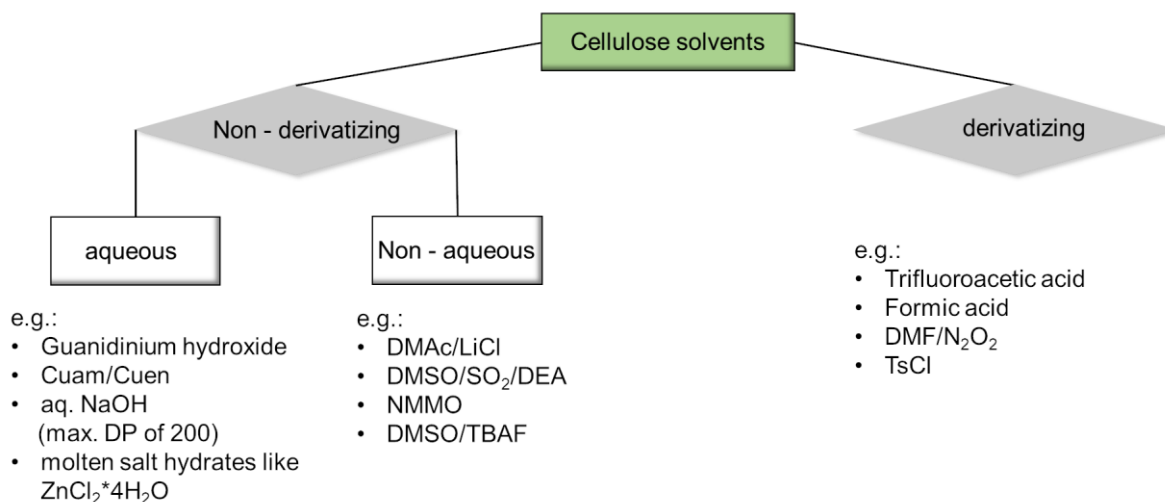 Cellulose solvents
Non - derivatizing
derivatizing
aqueous
Non - aqueous
e.g.:
• Guanidinium hydroxide
• Cuam/Cuen
• aq. NaOH
(max. DP of 200)
• molten salt hydrates like
ZnCl₂*4H₂O
e.g.:
• DMAc/LiCl
• DMSO/SO₂/DEA
• NMMO
• DMSO/TBAF
e.g.:
• Trifluoroacetic acid
• Formic acid
• DMF/N₂O₂
• TsCl